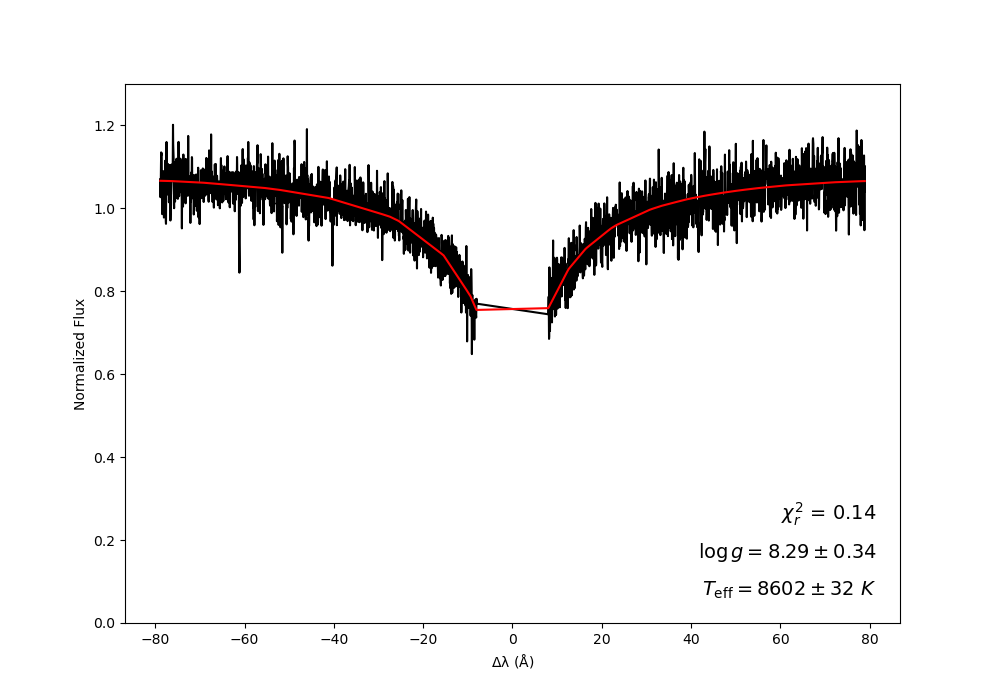 1.2
1.0
0.8
0.6
0.4
0.2
0.0
Normalized Flux
χ²ᵣ = 0.14
log g = 8.29 ± 0.34
T_eff = 8602 ± 32 K
−80 −60 −40 −20 0 20 40 60 80
Δλ (Å)